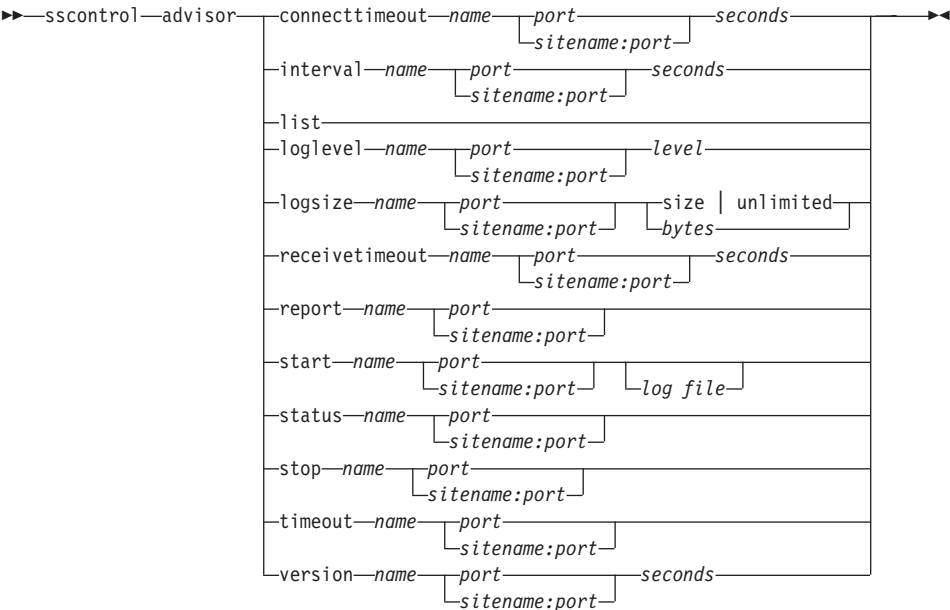 sscontrol advisor connecttimeout name port seconds
sitename:port
interval name port seconds
sitename:port
list
loglevel name port level
sitename:port
logsize name port size | unlimited
sitename:port bytes
receivetimeout name port seconds
sitename:port
report name port
sitename:port
start name port
sitename:port log file
status name port
sitename:port
stop name port
sitename:port
timeout name port
sitename:port
version name port seconds
sitename:port